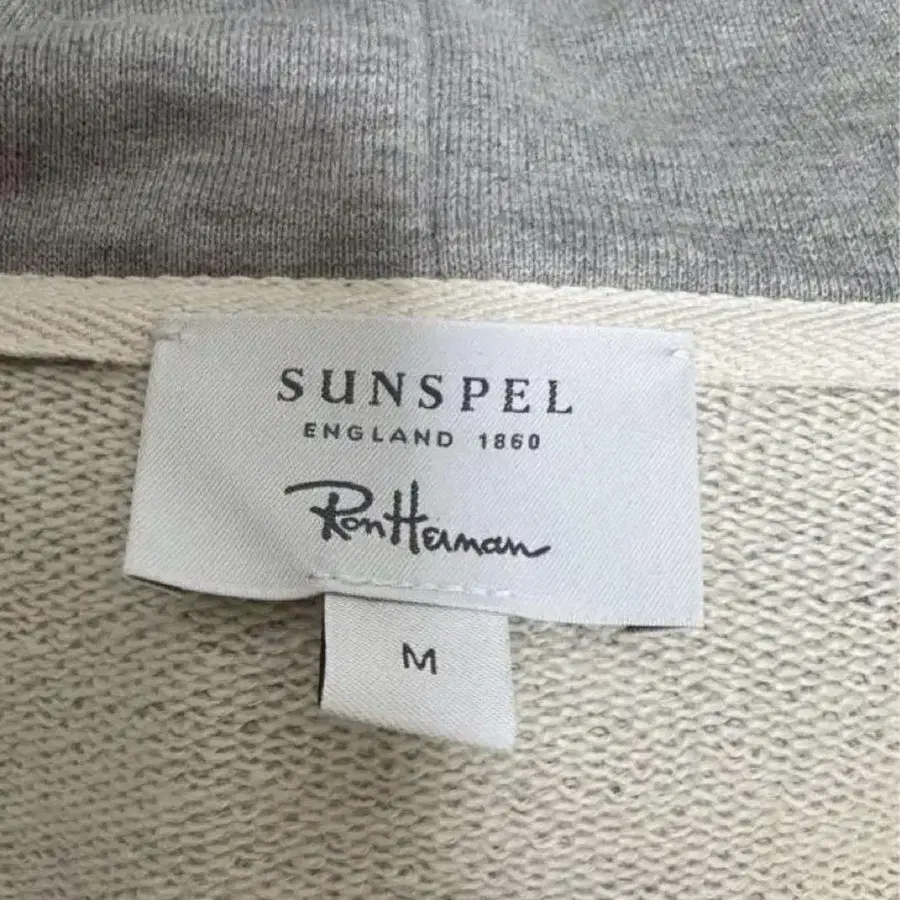 SUNSPEL
ENGLAND 1860
Ron Herman
M